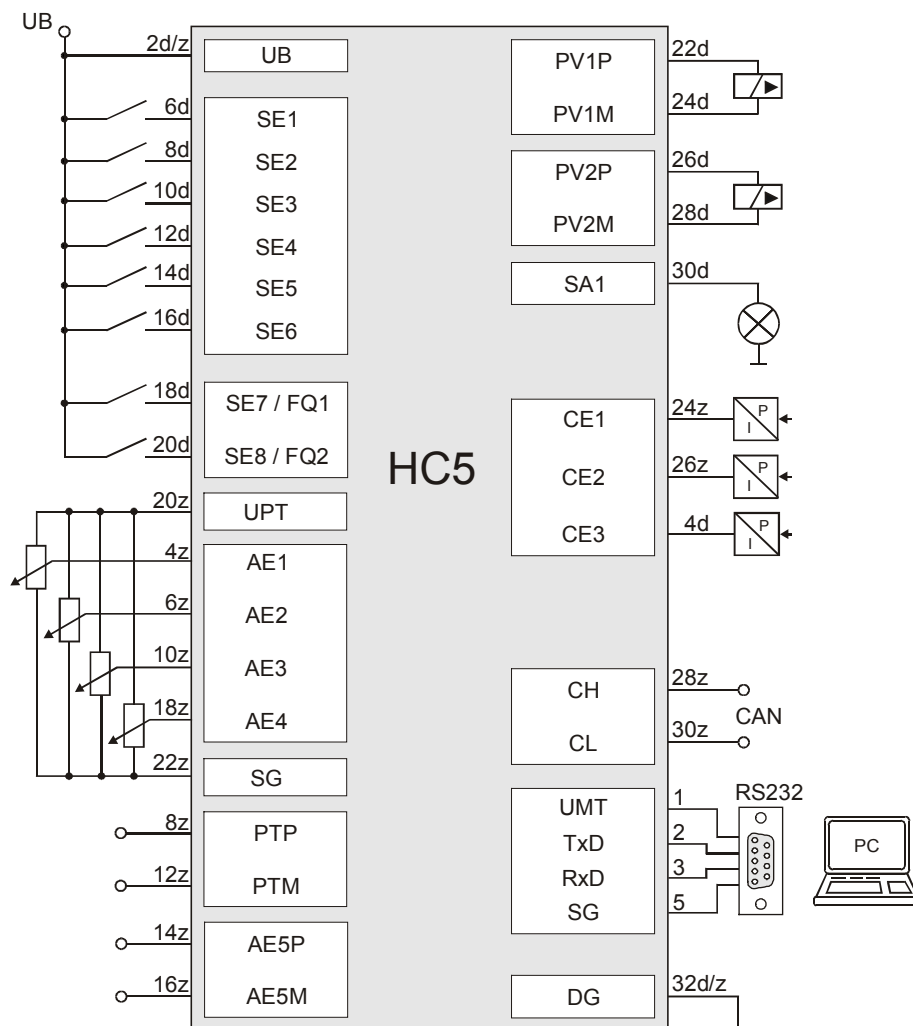 UB
2d/z
UB
6d
SE1
8d
SE2
10d
SE3
12d
SE4
14d
SE5
16d
SE6
18d
SE7 / FQ1
20d
SE8 / FQ2
20z
UPT
4z
AE1
6z
AE2
10z
AE3
18z
AE4
22z
SG
8z
PTP
12z
PTM
14z
AE5P
16z
AE5M
HC5
PV1P
22d
PV1M
24d
PV2P
26d
PV2M
28d
SA1
30d
CE1
24z
P
I
CE2
26z
P
I
CE3
4d
P
I
CH
28z
CAN
CL
30z
UMT
1
RS232
TxD
2
RxD
3
SG
5
PC
DG
32d/z